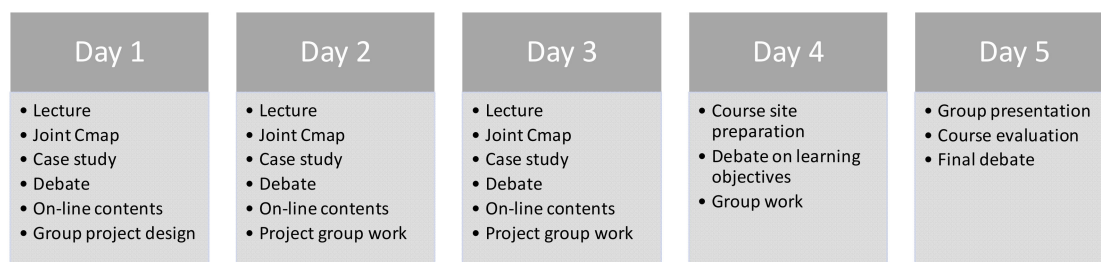 Day 1
• Lecture
• Joint Cmap
• Case study
• Debate
• On-line contents
• Group project design
Day 2
• Lecture
• Joint Cmap
• Case study
• Debate
• On-line contents
• Project group work
Day 3
• Lecture
• Joint Cmap
• Case study
• Debate
• On-line contents
• Project group work
Day 4
• Course site
preparation
• Debate on learning
objectives
• Group work
Day 5
• Group presentation
• Course evaluation
• Final debate